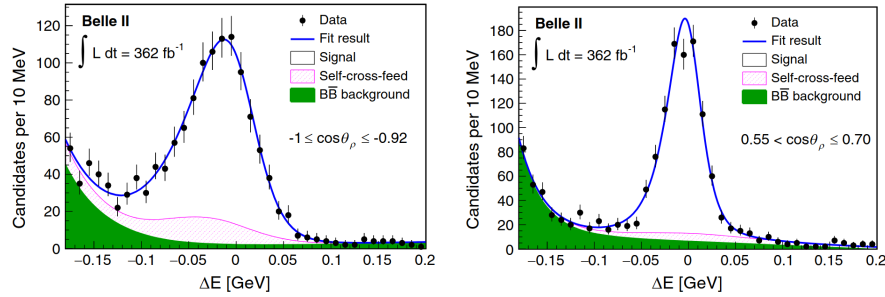 Belle II
∫ L dt = 362 fb⁻¹
Data
Fit result
Signal
Self-cross-feed
BB̅ background
-1 ≤ cosθρ ≤ -0.92
Candidates per 10 MeV
140
120
100
80
60
40
20
0
−0.15 −0.1 −0.05 0 0.05 0.1 0.15 0.2
ΔE [GeV]
Belle II
∫ L dt = 362 fb⁻¹
Data
Fit result
Signal
Self-cross-feed
BB̅ background
0.55 < cosθρ ≤ 0.70
Candidates per 10 MeV
180
160
140
120
100
80
60
40
20
0
−0.15 −0.1 −0.05 0 0.05 0.1 0.15 0.2
ΔE [GeV]